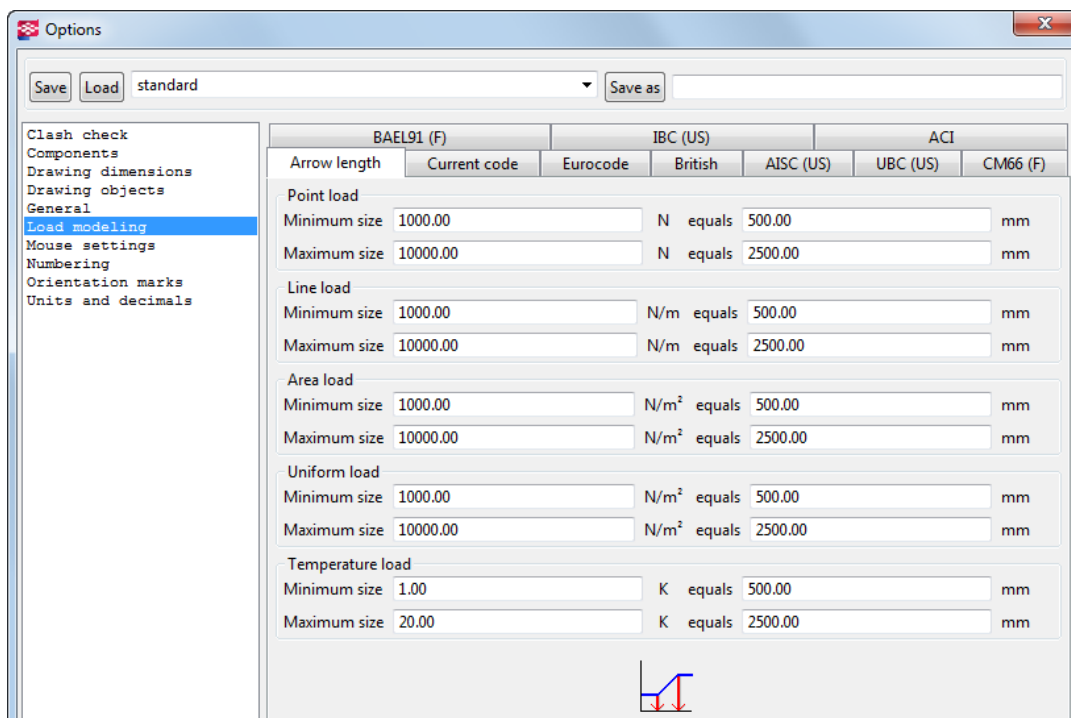 Options
Save Load standard Save as
Clash check
Components
Drawing dimensions
Drawing objects
General
Load modeling
Mouse settings
Numbering
Orientation marks
Units and decimals
BAEL91 (F) IBC (US) ACI
Arrow length Current code Eurocode British AISC (US) UBC (US) CM66 (F)
Point load
Minimum size 1000.00 N equals 500.00 mm
Maximum size 10000.00 N equals 2500.00 mm
Line load
Minimum size 1000.00 N/m equals 500.00 mm
Maximum size 10000.00 N/m equals 2500.00 mm
Area load
Minimum size 1000.00 N/m² equals 500.00 mm
Maximum size 10000.00 N/m² equals 2500.00 mm
Uniform load
Minimum size 1000.00 N/m² equals 500.00 mm
Maximum size 10000.00 N/m² equals 2500.00 mm
Temperature load
Minimum size 1.00 K equals 500.00 mm
Maximum size 20.00 K equals 2500.00 mm